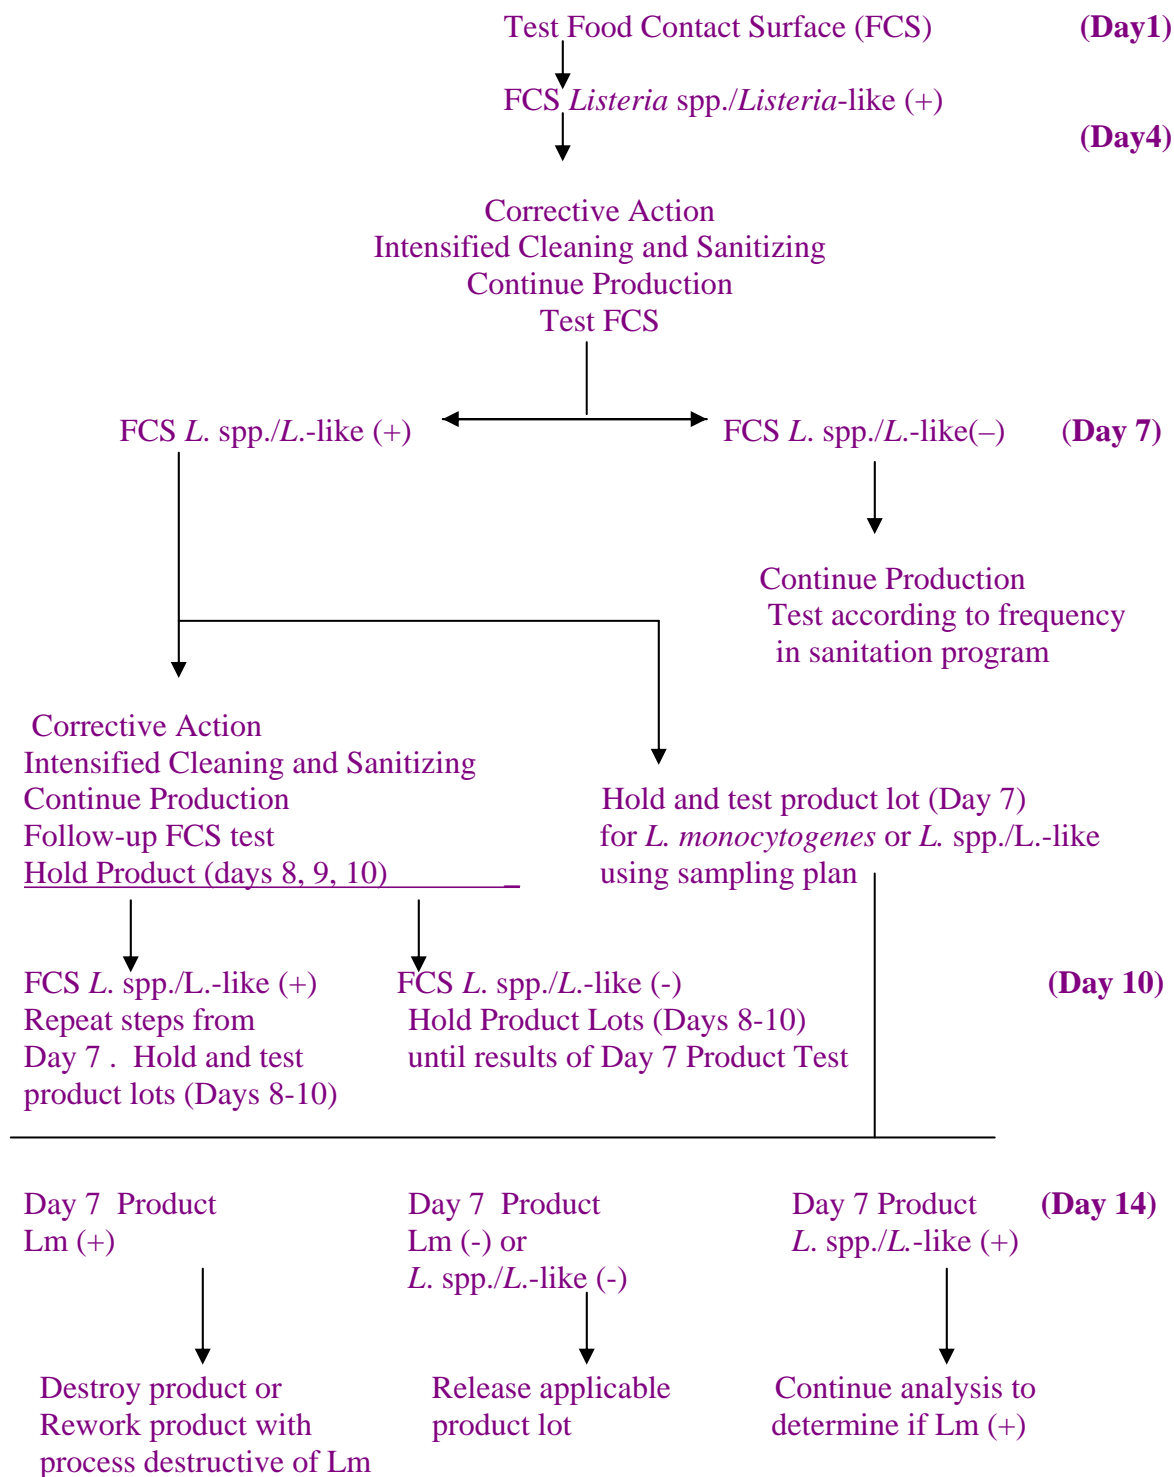 Test Food Contact Surface (FCS) (Day1)
FCS Listeria spp./Listeria-like (+)
(Day4)
Corrective Action
Intensified Cleaning and Sanitizing
Continue Production
Test FCS
FCS L. spp./L.-like (+) FCS L. spp./L.-like(–) (Day 7)
Continue Production
Test according to frequency
in sanitation program
Corrective Action
Intensified Cleaning and Sanitizing
Continue Production
Follow-up FCS test
Hold Product (days 8, 9, 10) _
Hold and test product lot (Day 7)
for L. monocytogenes or L. spp./L.-like
using sampling plan
FCS L. spp./L.-like (+)
Repeat steps from
Day 7 . Hold and test
product lots (Days 8-10)
FCS L. spp./L.-like (-)
Hold Product Lots (Days 8-10)
until results of Day 7 Product Test
(Day 10)
Day 7 Product
Lm (+)
Day 7 Product
Lm (-) or
L. spp./L.-like (-)
Day 7 Product
L. spp./L.-like (+)
(Day 14)
Destroy product or
Rework product with
process destructive of Lm
Release applicable
product lot
Continue analysis to
determine if Lm (+)